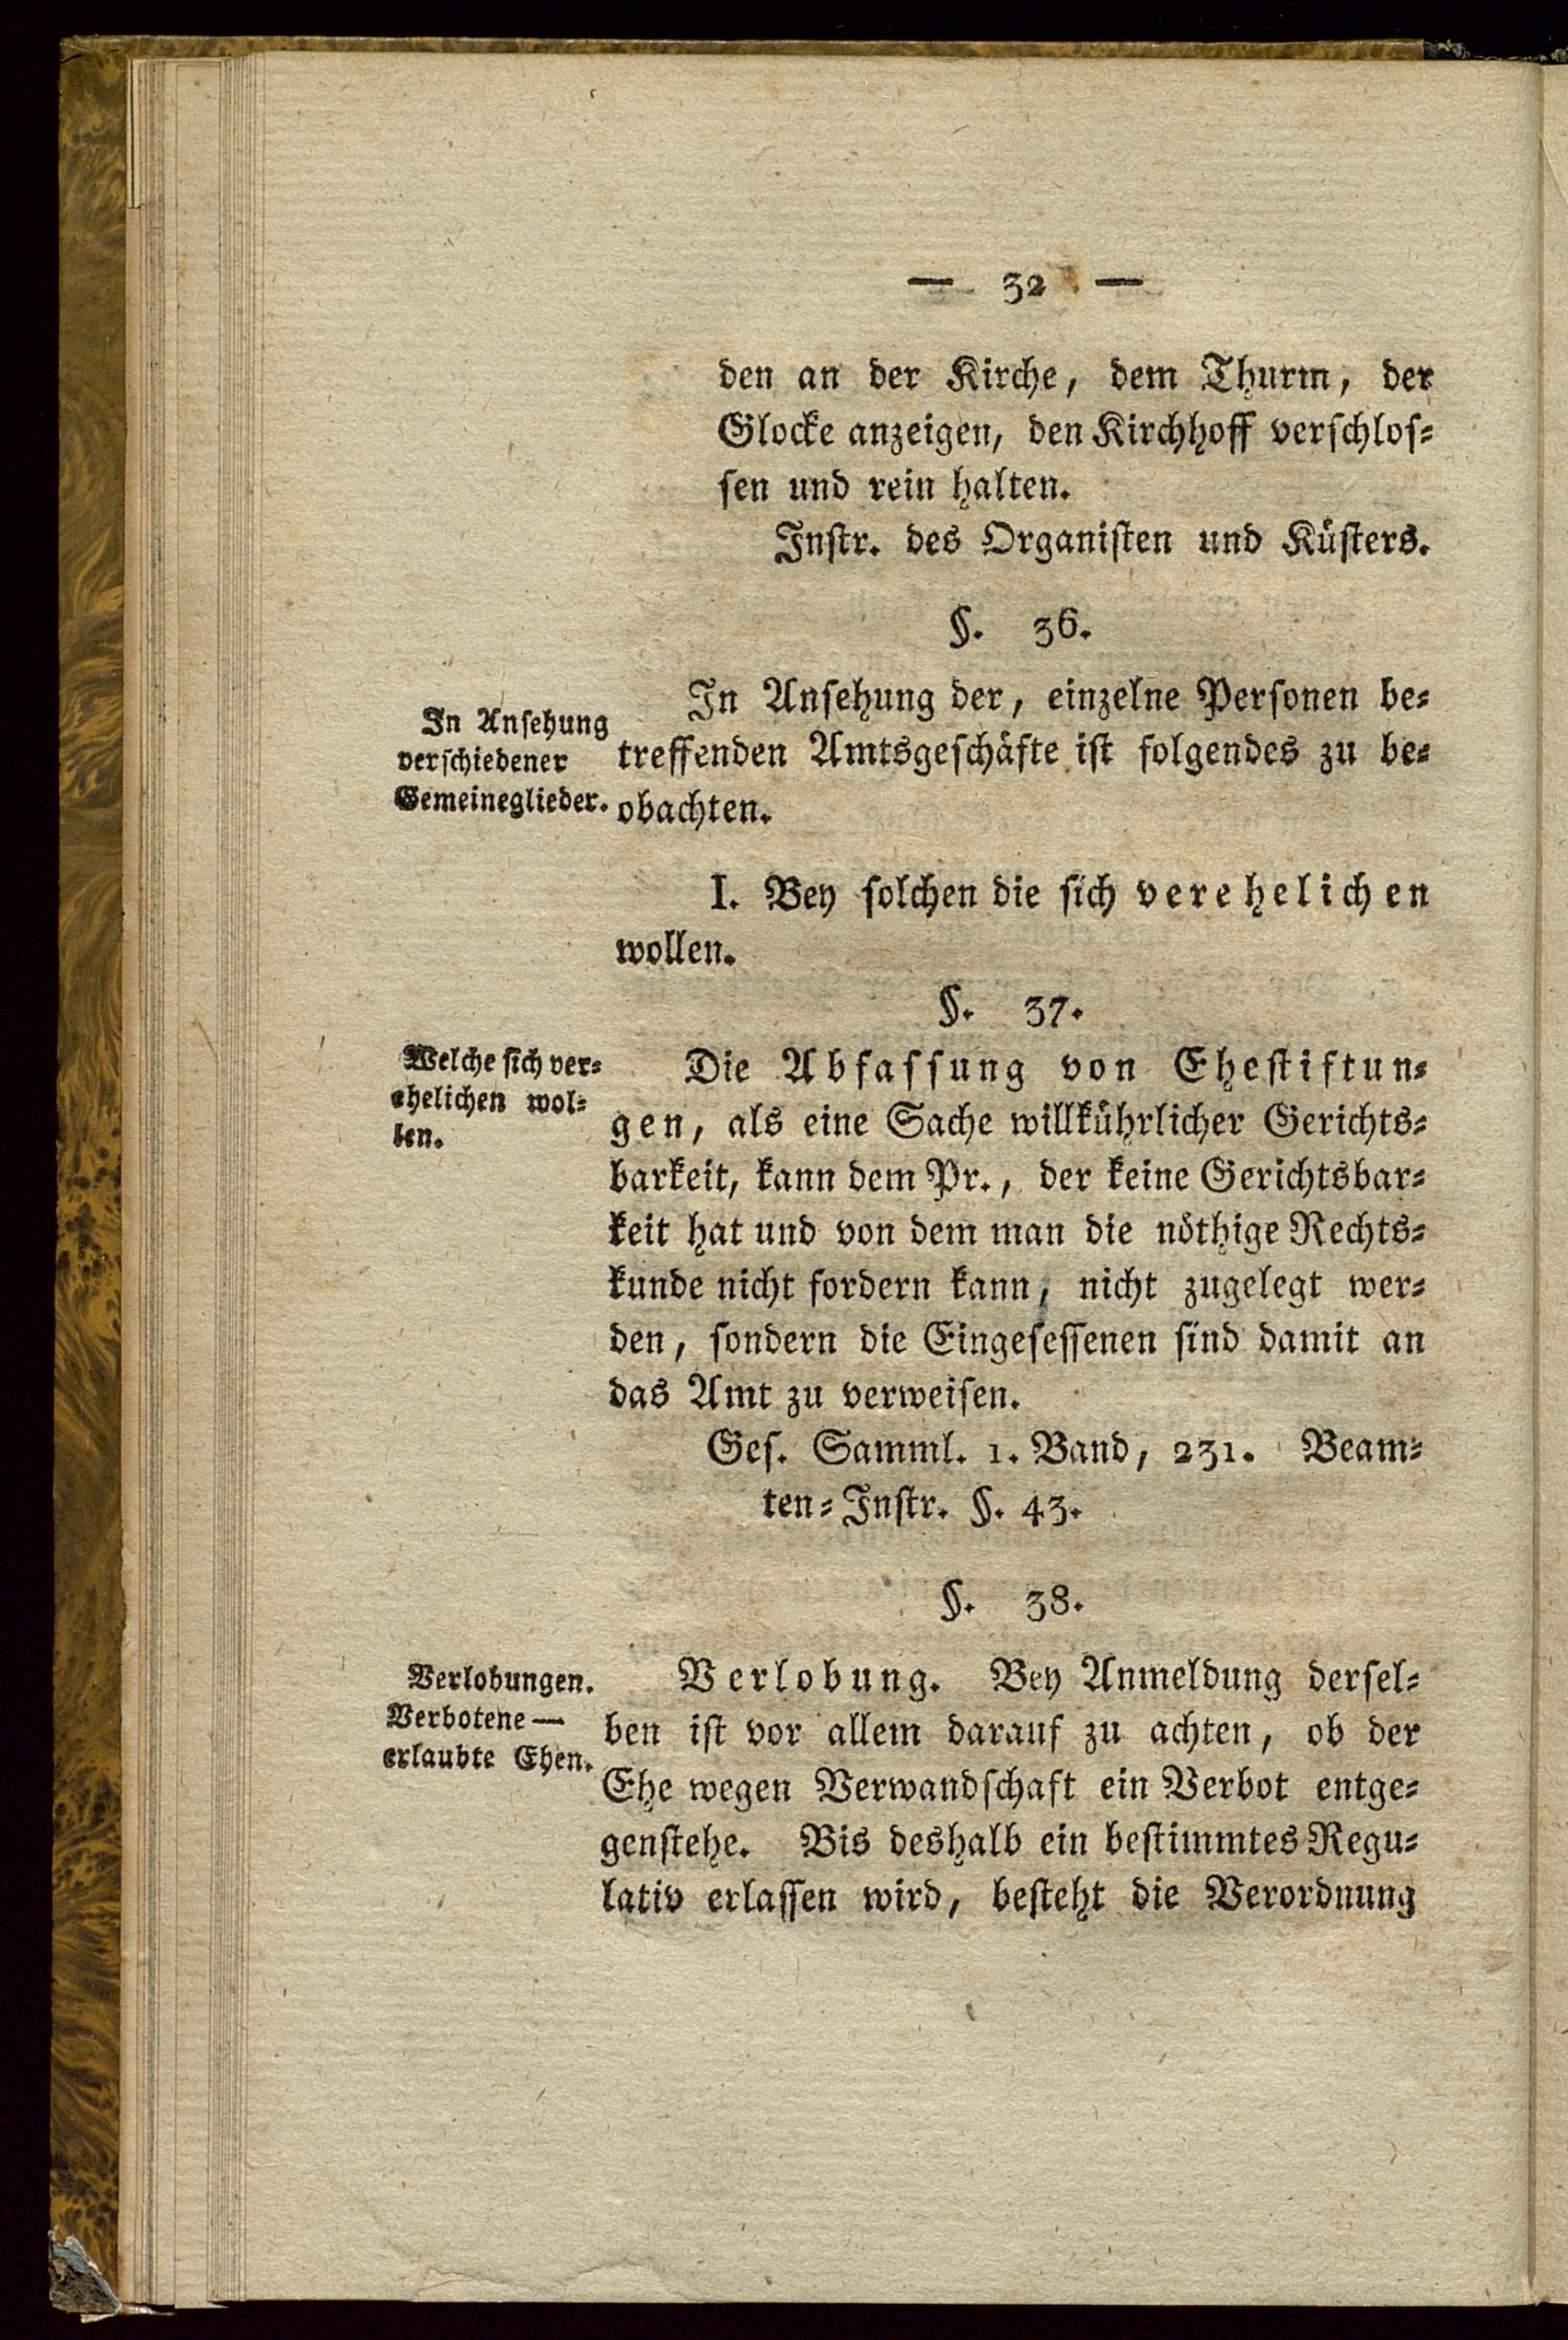 — 32 —
den an der Kirche, dem Thurm, der
Glocke anzeigen, den Kirchhoff verschlos⸗
sen und rein halten.
Instr. des Organisten und Küsters.
§. 36.
In Ansehung
verschiedener
Gemeineglieder.
In Ansehung der, einzelne Personen be⸗
treffenden Amtsgeschäfte ist folgendes zu be⸗
obachten.
I. Bey solchen die sich verehelichen
wollen.
§. 37.
Welche sich ver⸗
ehelichen wol⸗
len.
Die Abfassung von Ehestiftun⸗
gen, als eine Sache willkührlicher Gerichts⸗
barkeit, kann dem Pr., der keine Gerichtsbar⸗
keit hat und von dem man die nöthige Rechts⸗
kunde nicht fordern kann, nicht zugelegt wer⸗
den, sondern die Eingesessenen sind damit an
das Amt zu verweisen.
Ges. Samml. 1. Band, 231. Beam⸗
ten⸗Instr. §. 43.
§. 38.
Verlobungen.
Verbotene —
erlaubte Ehen.
Verlobung. Bey Anmeldung dersel⸗
ben ist vor allem darauf zu achten, ob der
Ehe wegen Verwandschaft ein Verbot entge⸗
genstehe. Bis deshalb ein bestimmtes Regu⸗
lativ erlassen wird, besteht die Verordnung